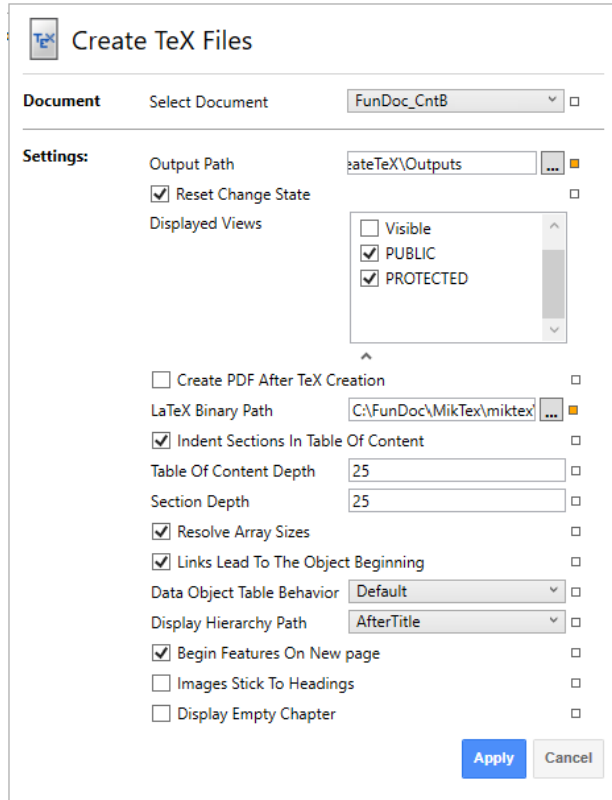 TEX Create TeX Files
Document Select Document FunDoc_CntB
Settings: Output Path eateTeX\Outputs ...
Reset Change State
Displayed Views Visible
PUBLIC
PROTECTED
Create PDF After TeX Creation
LaTeX Binary Path C:\FunDoc\MikTex\miktex\ ...
Indent Sections In Table Of Content
Table Of Content Depth 25
Section Depth 25
Resolve Array Sizes
Links Lead To The Object Beginning
Data Object Table Behavior Default
Display Hierarchy Path AfterTitle
Begin Features On New page
Images Stick To Headings
Display Empty Chapter
Apply Cancel